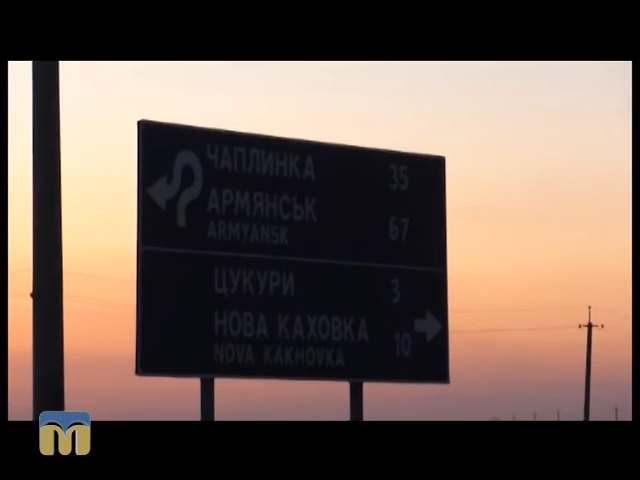 ЧАПЛИНКА 35
АРМЯНСЬК 67
ARMYANSK
ЦУКУРИ 3
НОВА КАХОВКА 10
NOVA KAKHOVKA
M